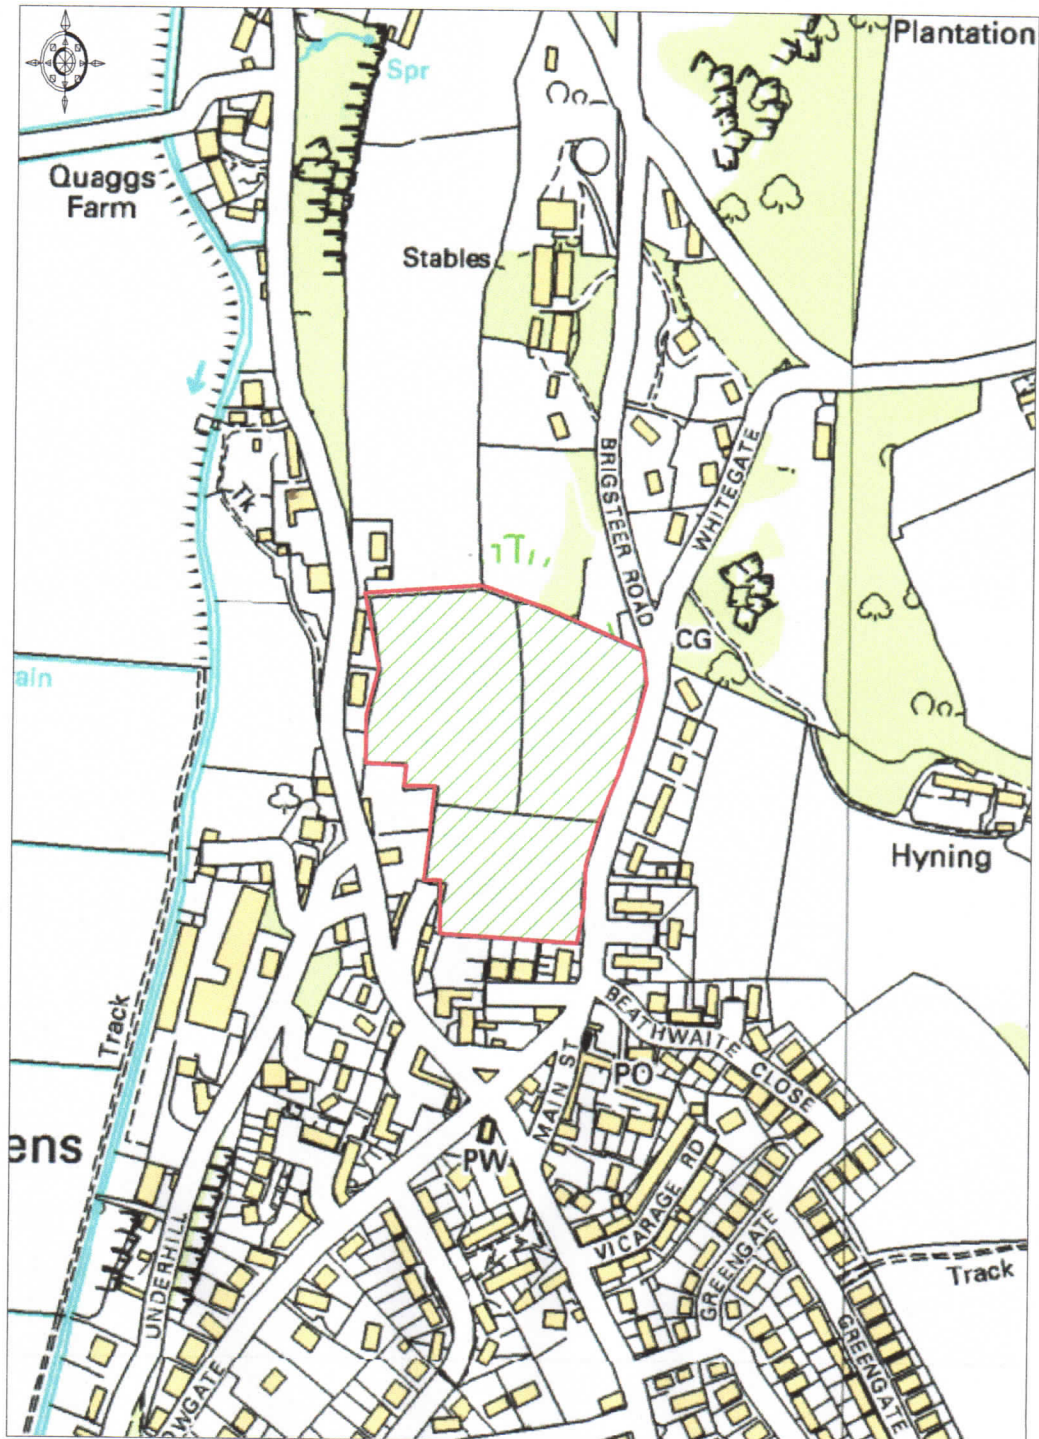 Plantation
Spr
Quaggs
Farm
Stables
BRIGSTEER ROAD
WHITEGATE
Tk
CG
ain
Hyning
Track
BEATHWAITE CLOSE
PO
MAIN ST
ens
PW
VICARAGE RD
GREENGATE
UNDERHILL
Track
GREENGATE
OWGATE